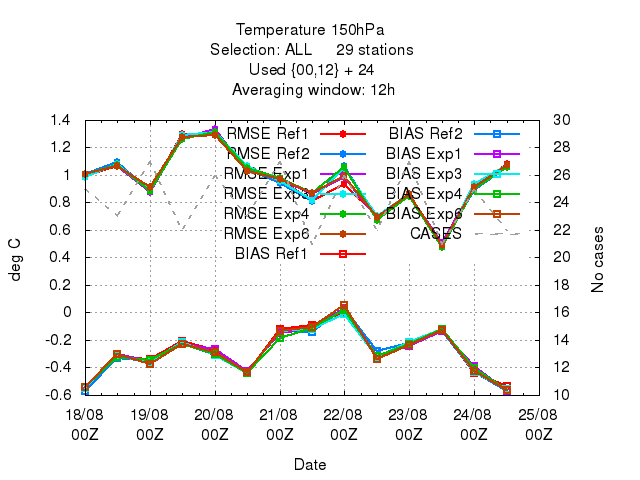 Temperature 150hPa
Selection: ALL 29 stations
Used {00,12} + 24
Averaging window: 12h
deg C
No cases
1.4
1.2
1
0.8
0.6
0.4
0.2
0
-0.2
-0.4
-0.6
30
28
26
24
22
20
18
16
14
12
10
RMSE Ref1
RMSE Ref2
RMSE Exp1
RMSE Exp3
RMSE Exp4
RMSE Exp6
BIAS Ref1
BIAS Ref2
BIAS Exp1
BIAS Exp3
BIAS Exp4
BIAS Exp6
CASES
18/08 19/08 20/08 21/08 22/08 23/08 24/08 25/08
00Z 00Z 00Z 00Z 00Z 00Z 00Z 00Z
Date